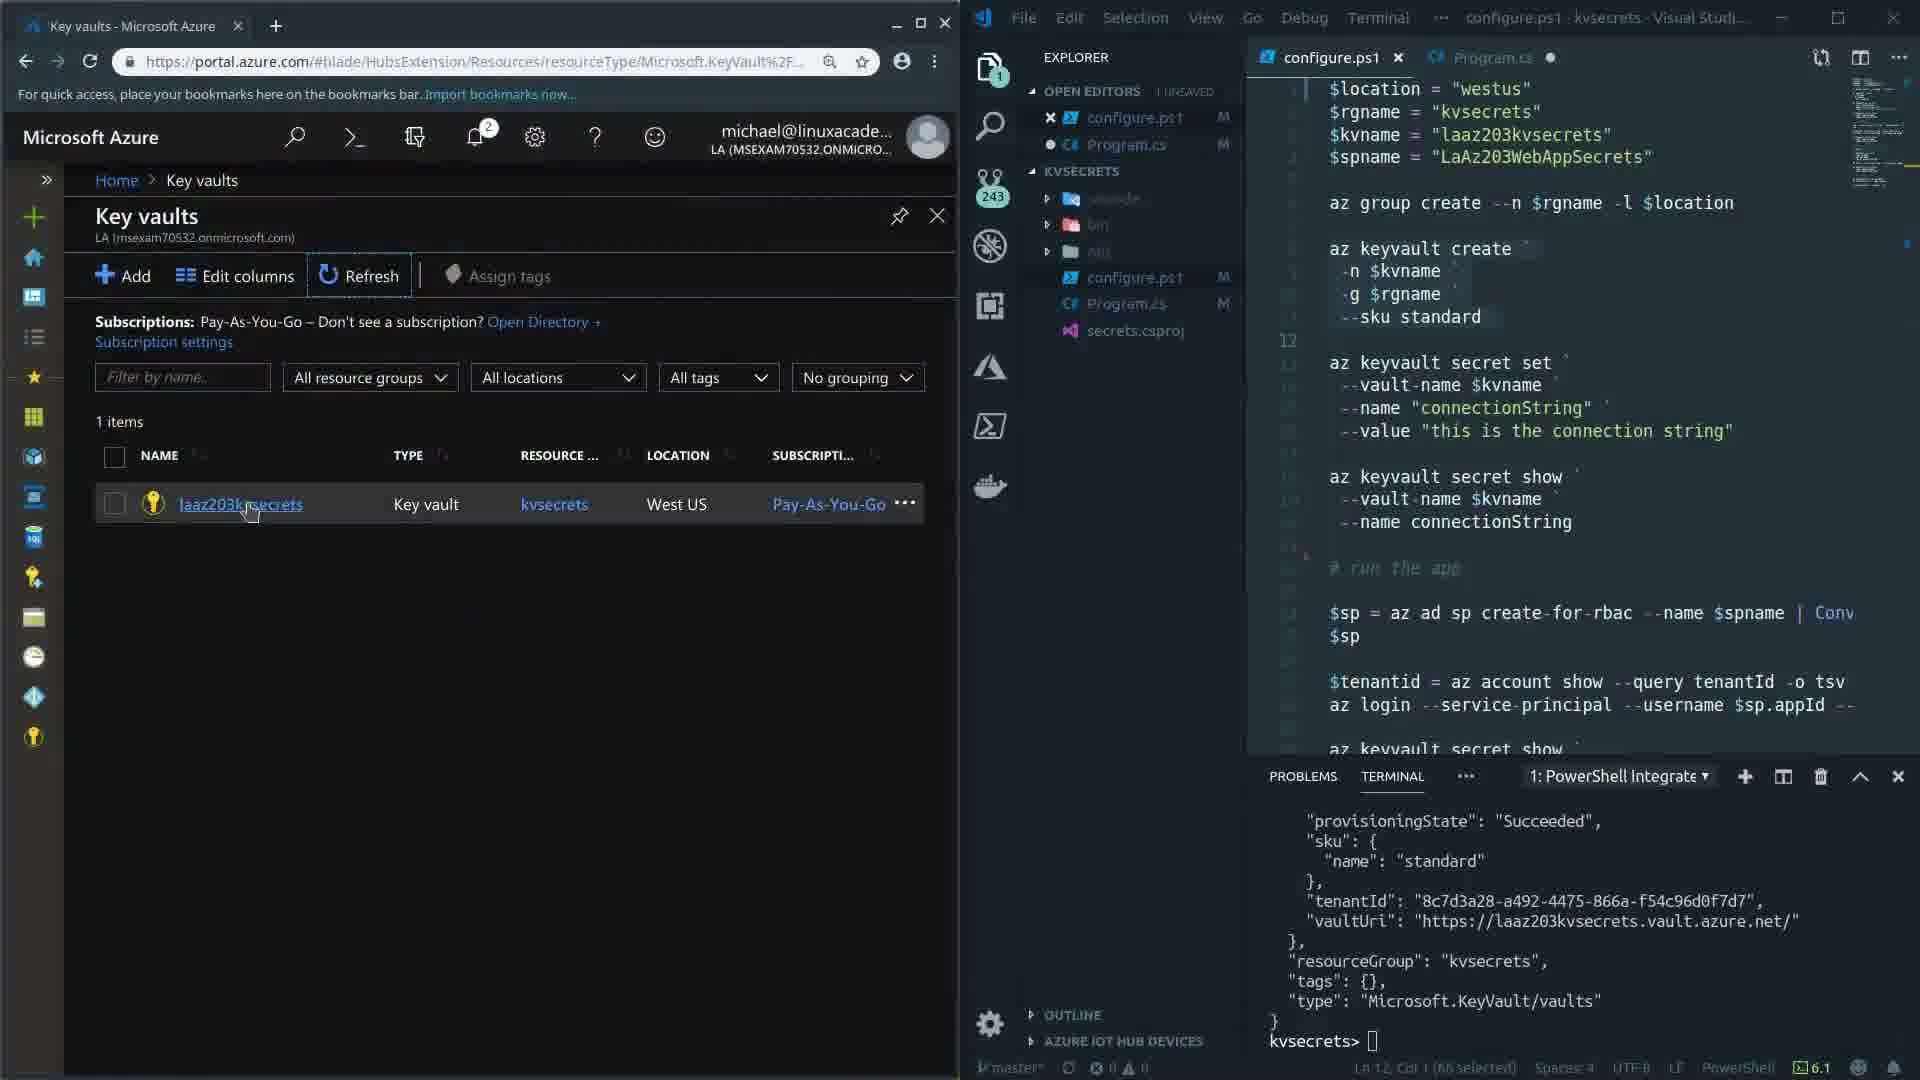 Key vaults - Microsoft Azure
https://portal.azure.com/#blade/HubsExtension/Resources/resourceType/Microsoft.KeyVault%2F...
For quick access, place your bookmarks here on the bookmarks bar. Import bookmarks now...
Microsoft Azure
2
michael@linuxacade...
LA (MSEXAM70532.ONMICRO...
Home > Key vaults
Key vaults
LA (msexam70532.onmicrosoft.com)
Add
Edit columns
Refresh
Assign tags
Subscriptions: Pay-As-You-Go – Don't see a subscription? Open Directory +
Subscription settings
Filter by name..
All resource groups
All locations
All tags
No grouping
1 items
NAME
TYPE
RESOURCE ...
LOCATION
SUBSCRIPTI...
laaz203kvsecrets
Key vault
kvsecrets
West US
Pay-As-You-Go
File Edit Selection View Go Debug Terminal ··· configure.ps1 · kvsecrets - Visual Studi...
EXPLORER
1
243
OPEN EDITORS 1 UNSAVED
configure.ps1 M
Program.cs M
KVSECRETS
.vscode
bin
obj
configure.ps1 M
Program.cs M
secrets.csproj
OUTLINE
AZURE IOT HUB DEVICES
configure.ps1
Program.cs
$location = "westus"
$rgname = "kvsecrets"
$kvname = "laaz203kvsecrets"
$spname = "LaAz203WebAppSecrets"
az group create --n $rgname -l $location
az keyvault create `
-n $kvname `
-g $rgname `
--sku standard
12
az keyvault secret set `
--vault-name $kvname `
--name "connectionString" `
--value "this is the connection string"
az keyvault secret show `
--vault-name $kvname `
--name connectionString
# run the app
$sp = az ad sp create-for-rbac --name $spname | Conv
$sp
$tenantid = az account show --query tenantId -o tsv
az login --service-principal --username $sp.appId --
az keyvault secret show `
PROBLEMS TERMINAL ··· 1: PowerShell Integrate
"provisioningState": "Succeeded",
"sku": {
"name": "standard"
},
"tenantId": "8c7d3a28-a492-4475-866a-f54c96d0f7d7",
"vaultUri": "https://laaz203kvsecrets.vault.azure.net/"
},
"resourceGroup": "kvsecrets",
"tags": {},
"type": "Microsoft.KeyVault/vaults"
}
kvsecrets>
master* 0 0 Ln 12, Col 1 (66 selected) Spaces: 4 UTF-8 LF PowerShell 6.1